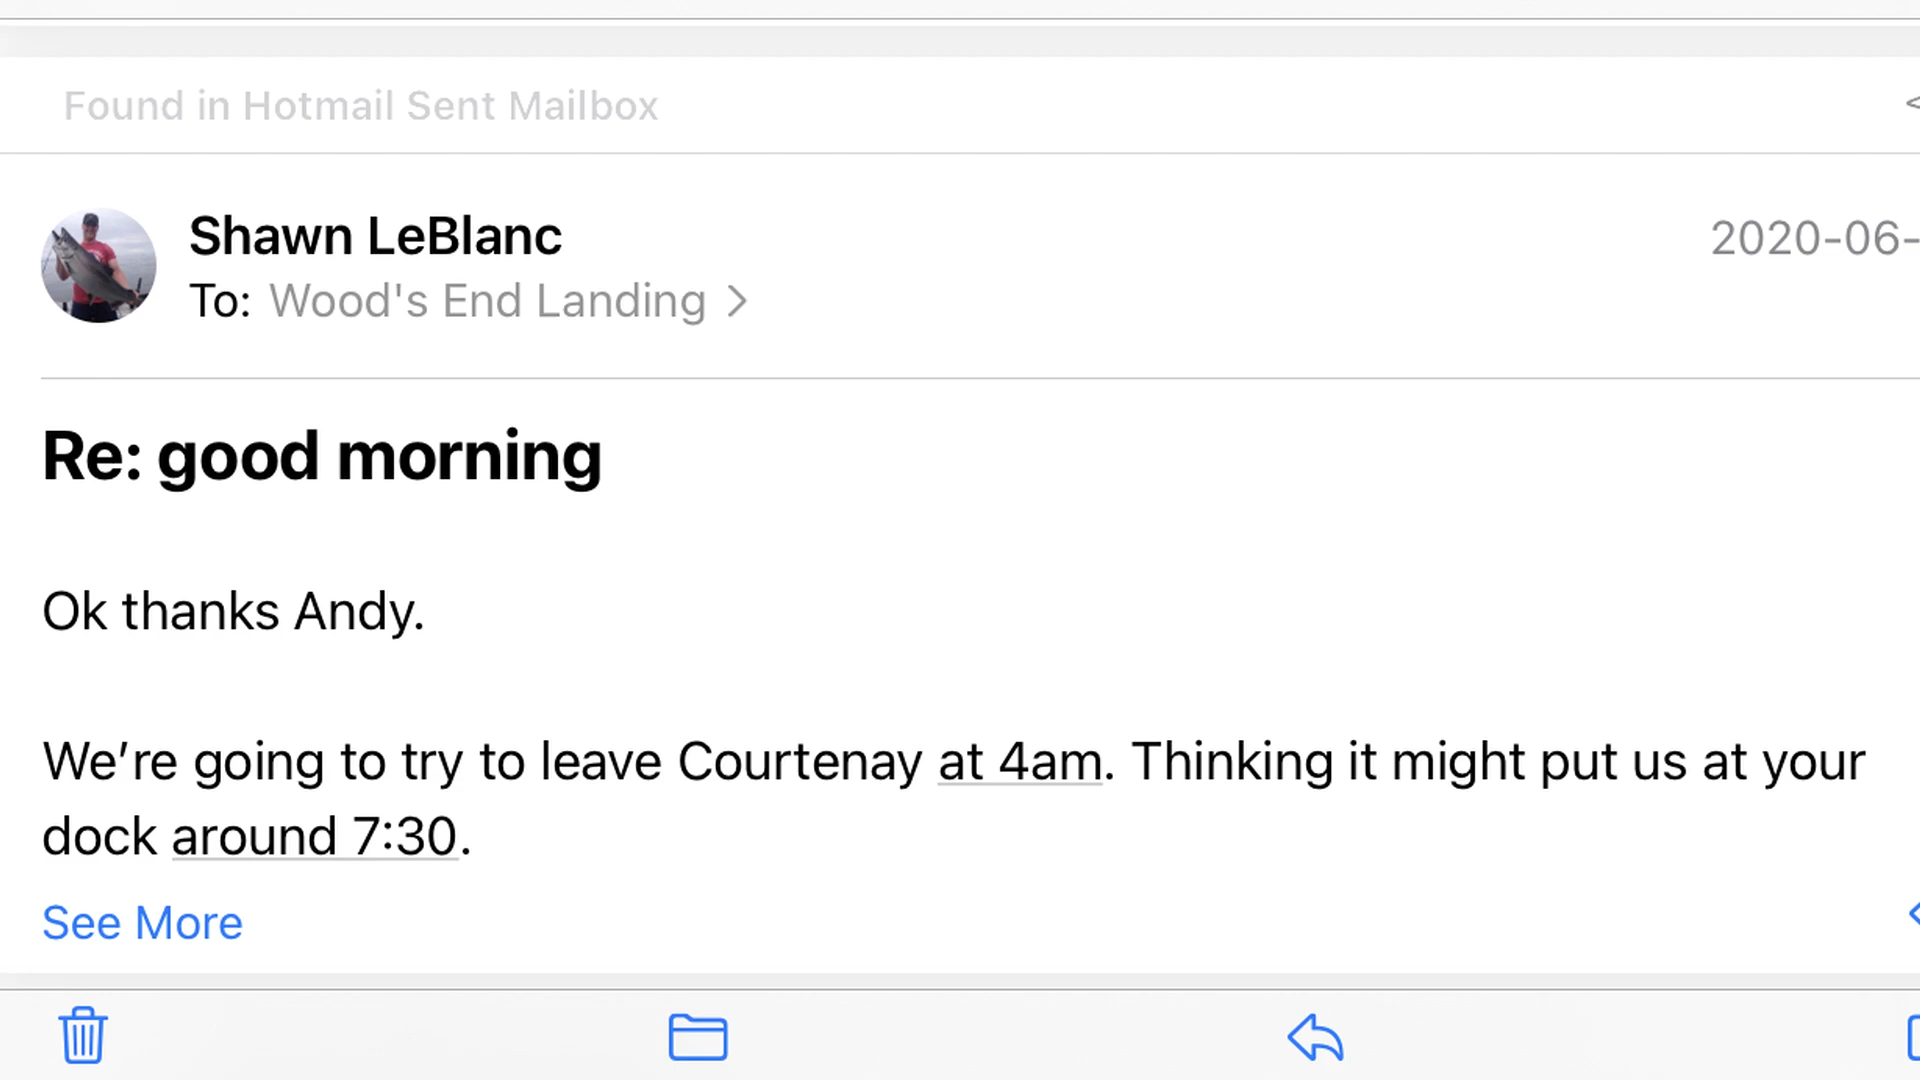 Found in Hotmail Sent Mailbox
Shawn LeBlanc
2020-06-
To: Wood's End Landing
Re: good morning
Ok thanks Andy.
We’re going to try to leave Courtenay at 4am. Thinking it might put us at your
dock around 7:30.
See More